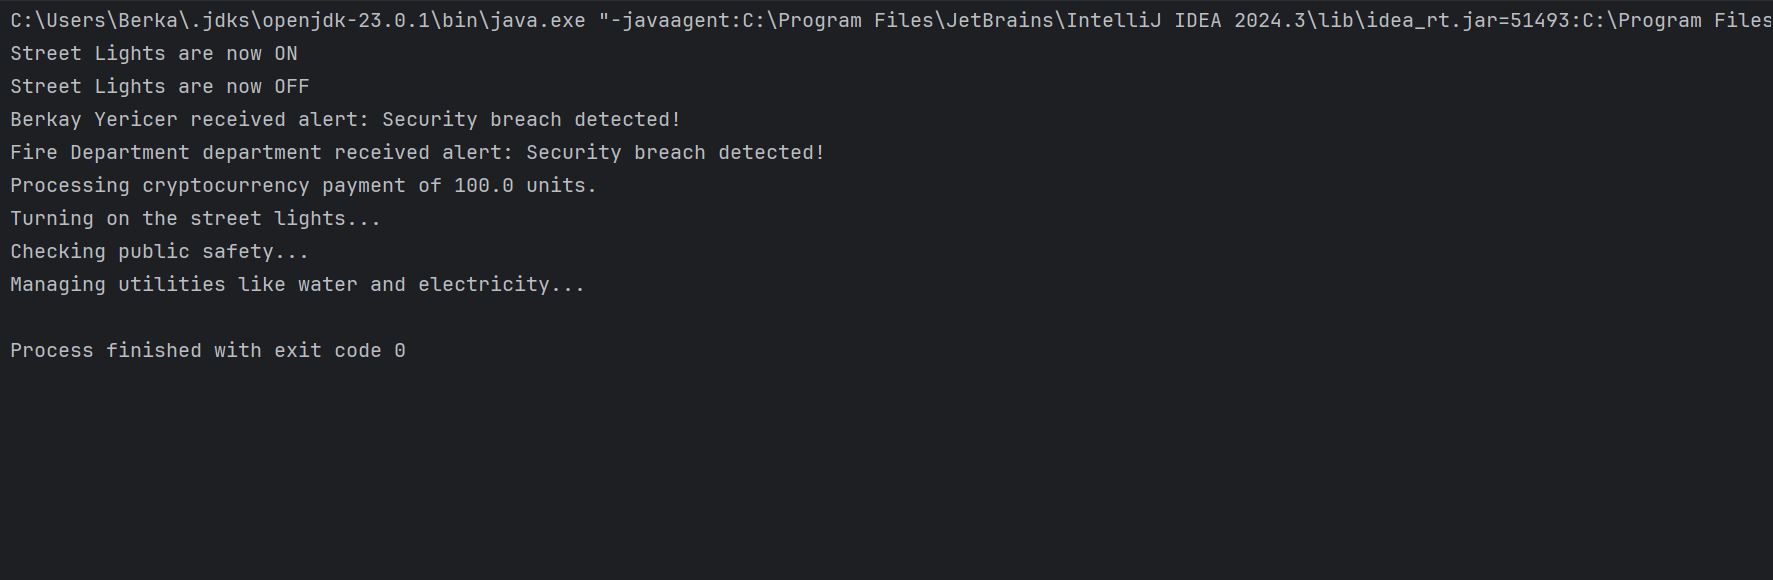 C:\Users\Berka\.jdks\openjdk-23.0.1\bin\java.exe "-javaagent:C:\Program Files\JetBrains\IntelliJ IDEA 2024.3\lib\idea_rt.jar=51493:C:\Program Files
Street Lights are now ON
Street Lights are now OFF
Berkay Yericer received alert: Security breach detected!
Fire Department department received alert: Security breach detected!
Processing cryptocurrency payment of 100.0 units.
Turning on the street lights...
Checking public safety...
Managing utilities like water and electricity...
Process finished with exit code 0